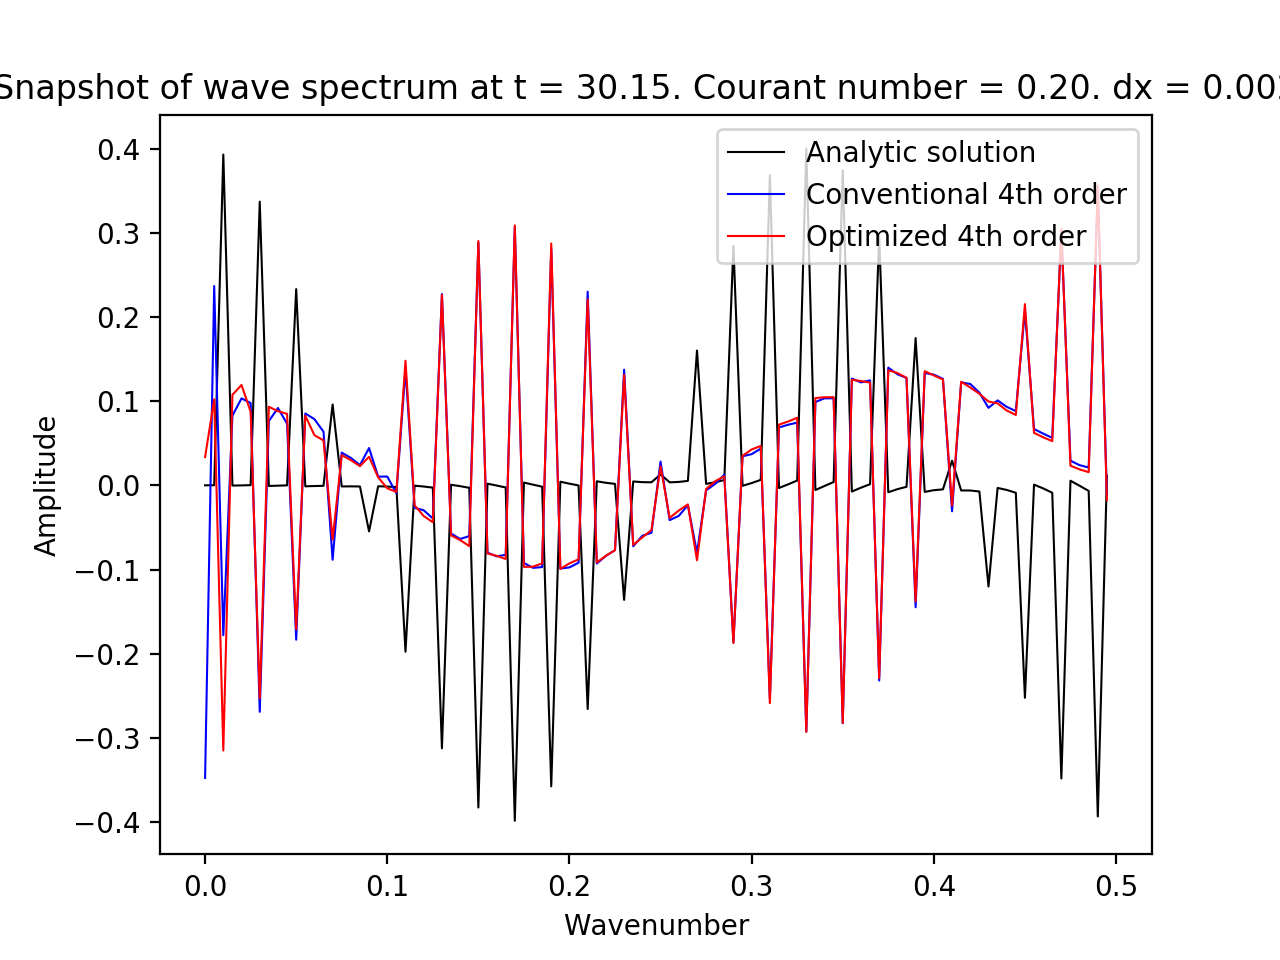 Snapshot of wave spectrum at t = 30.15. Courant number = 0.20. dx = 0.002
0.4
0.3
0.2
0.1
0.0
−0.1
−0.2
−0.3
−0.4
Amplitude
Analytic solution
Conventional 4th order
Optimized 4th order
0.0 0.1 0.2 0.3 0.4 0.5
Wavenumber